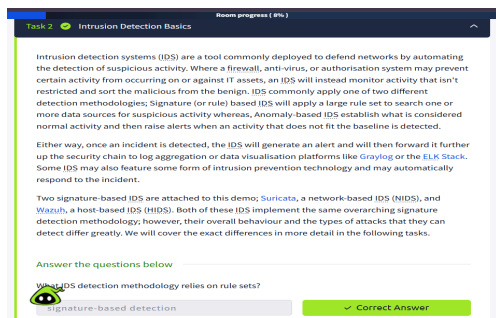 Room progress ( 8% )
Task 2 Intrusion Detection Basics
Intrusion detection systems (IDS) are a tool commonly deployed to defend networks by automating
the detection of suspicious activity. Where a firewall, anti-virus, or authorisation system may prevent
certain activity from occurring on or against IT assets, an IDS will instead monitor activity that isn't
restricted and sort the malicious from the benign. IDS commonly apply one of two different
detection methodologies; Signature (or rule) based IDS will apply a large rule set to search one or
more data sources for suspicious activity whereas, Anomaly-based IDS establish what is considered
normal activity and then raise alerts when an activity that does not fit the baseline is detected.
Either way, once an incident is detected, the IDS will generate an alert and will then forward it further
up the security chain to log aggregation or data visualisation platforms like Graylog or the ELK Stack.
Some IDS may also feature some form of intrusion prevention technology and may automatically
respond to the incident.
Two signature-based IDS are attached to this demo; Suricata, a network-based IDS (NIDS), and
Wazuh, a host-based IDS (HIDS). Both of these IDS implement the same overarching signature
detection methodology; however, their overall behaviour and the types of attacks that they can
detect differ greatly. We will cover the exact differences in more detail in the following tasks.
Answer the questions below
What IDS detection methodology relies on rule sets?
signature-based detection
Correct Answer